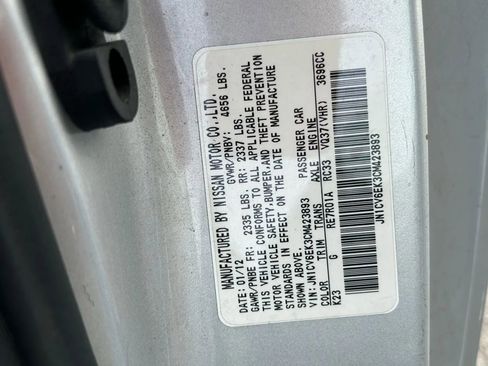 MANUFACTURED BY NISSAN MOTOR CO.,LTD.
DATE: 01/12 GVWR/PNBV: 4656 LBS.
GAWR/PNBE FR: 2335 LBS. RR: 2337 LBS.
THIS VEHICLE CONFORMS TO ALL APPLICABLE FEDERAL
MOTOR VEHICLE SAFETY,BUMPER,AND THEFT PREVENTION
STANDARDS IN EFFECT ON THE DATE OF MANUFACTURE
SHOWN ABOVE.
VIN:JN1CV6EK3CM423893 PASSENGER CAR
COLOR TRIM TRANS AXLE ENGINE 3696CC
K23 G RE7R01A RC33 VQ37(VHR)
JN1CV6EK3CM423893